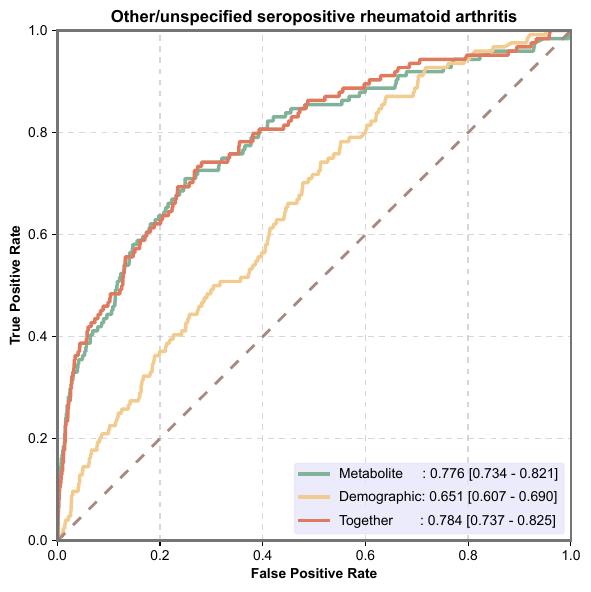 Other/unspecified seropositive rheumatoid arthritis
True Positive Rate
1.0
0.8
0.6
0.4
0.2
0.0
Metabolite : 0.776 [0.734 - 0.821]
Demographic: 0.651 [0.607 - 0.690]
Together : 0.784 [0.737 - 0.825]
0.0 0.2 0.4 0.6 0.8 1.0
False Positive Rate